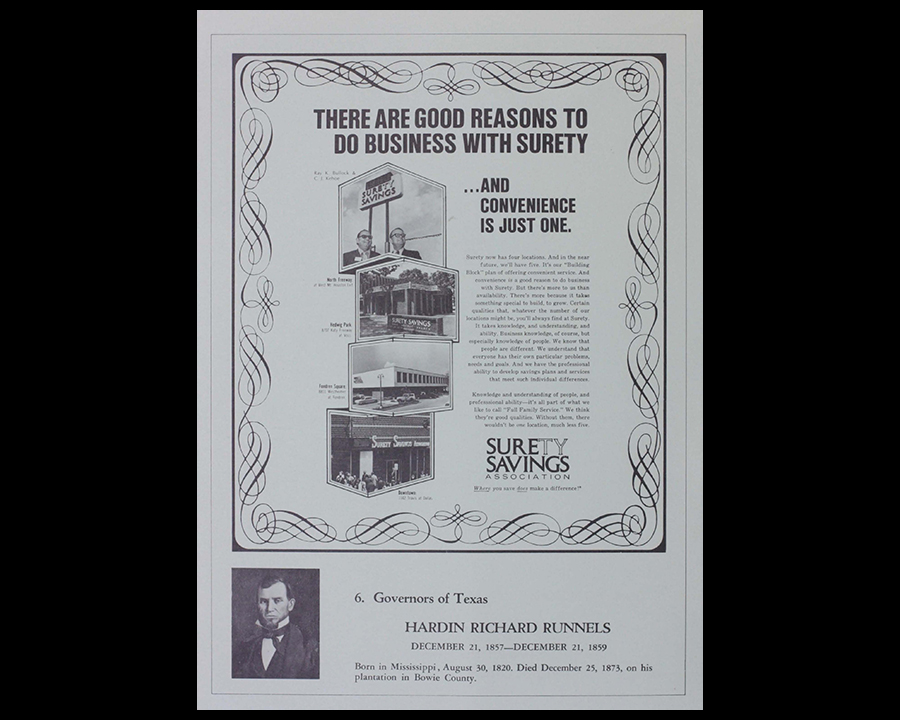 THERE ARE GOOD REASONS TO
DO BUSINESS WITH SURETY
...AND
CONVENIENCE
IS JUST ONE.
SURETY
SAVINGS
North Freeway
Surety now has four locations. And in the near
future, we'll have five. It's our "Building
Block" plan of offering convenient service. And
convenience is a good reason to do business
with Surety. But there's more to us than
availability. There's more because it takes
something special to build, to grow. Certain
qualities that, whatever the number of our
locations might be, you'll always find at Surety.
It takes knowledge, and understanding, and
ability. Business knowledge, of course, but
especially knowledge of people. We know that
people are different. We understand that
everyone has their own particular problems,
needs and goals. And we have the professional
ability to develop savings plans and services
that meet such individual differences.
SURETY SAVINGS
Knowledge and understanding of people, and
professional ability—it's all part of what we
like to call "Full Family Service." We think
they're good qualities. Without them, there
wouldn't be one location, much less five.
SURETY SAVINGS ASSOCIATION
Downtown
SURETY
SAVINGS
ASSOCIATION
Where you save does make a difference!®
6. Governors of Texas
HARDIN RICHARD RUNNELS
DECEMBER 21, 1857—DECEMBER 21, 1859
Born in Mississippi, August 30, 1820. Died December 25, 1873, on his
plantation in Bowie County.